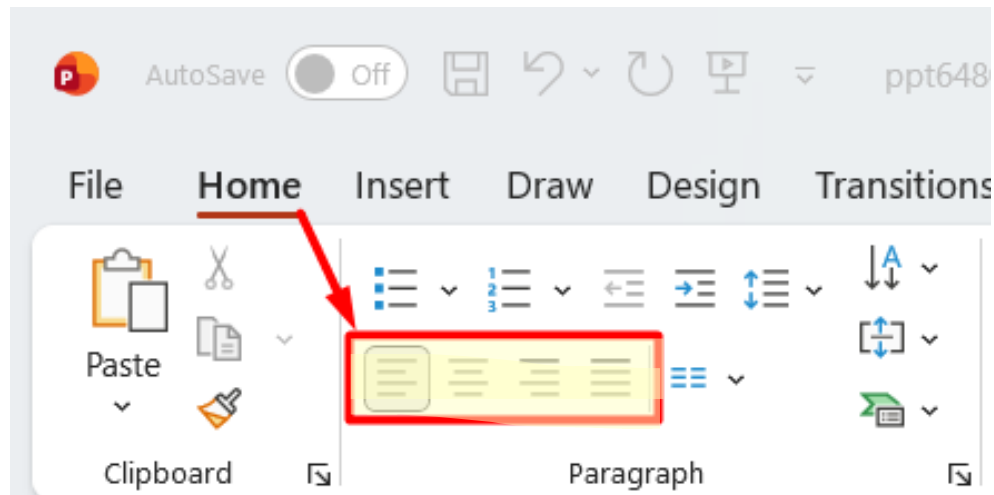 P AutoSave Off ppt648
File Home Insert Draw Design Transitions
Paste
Clipboard Paragraph